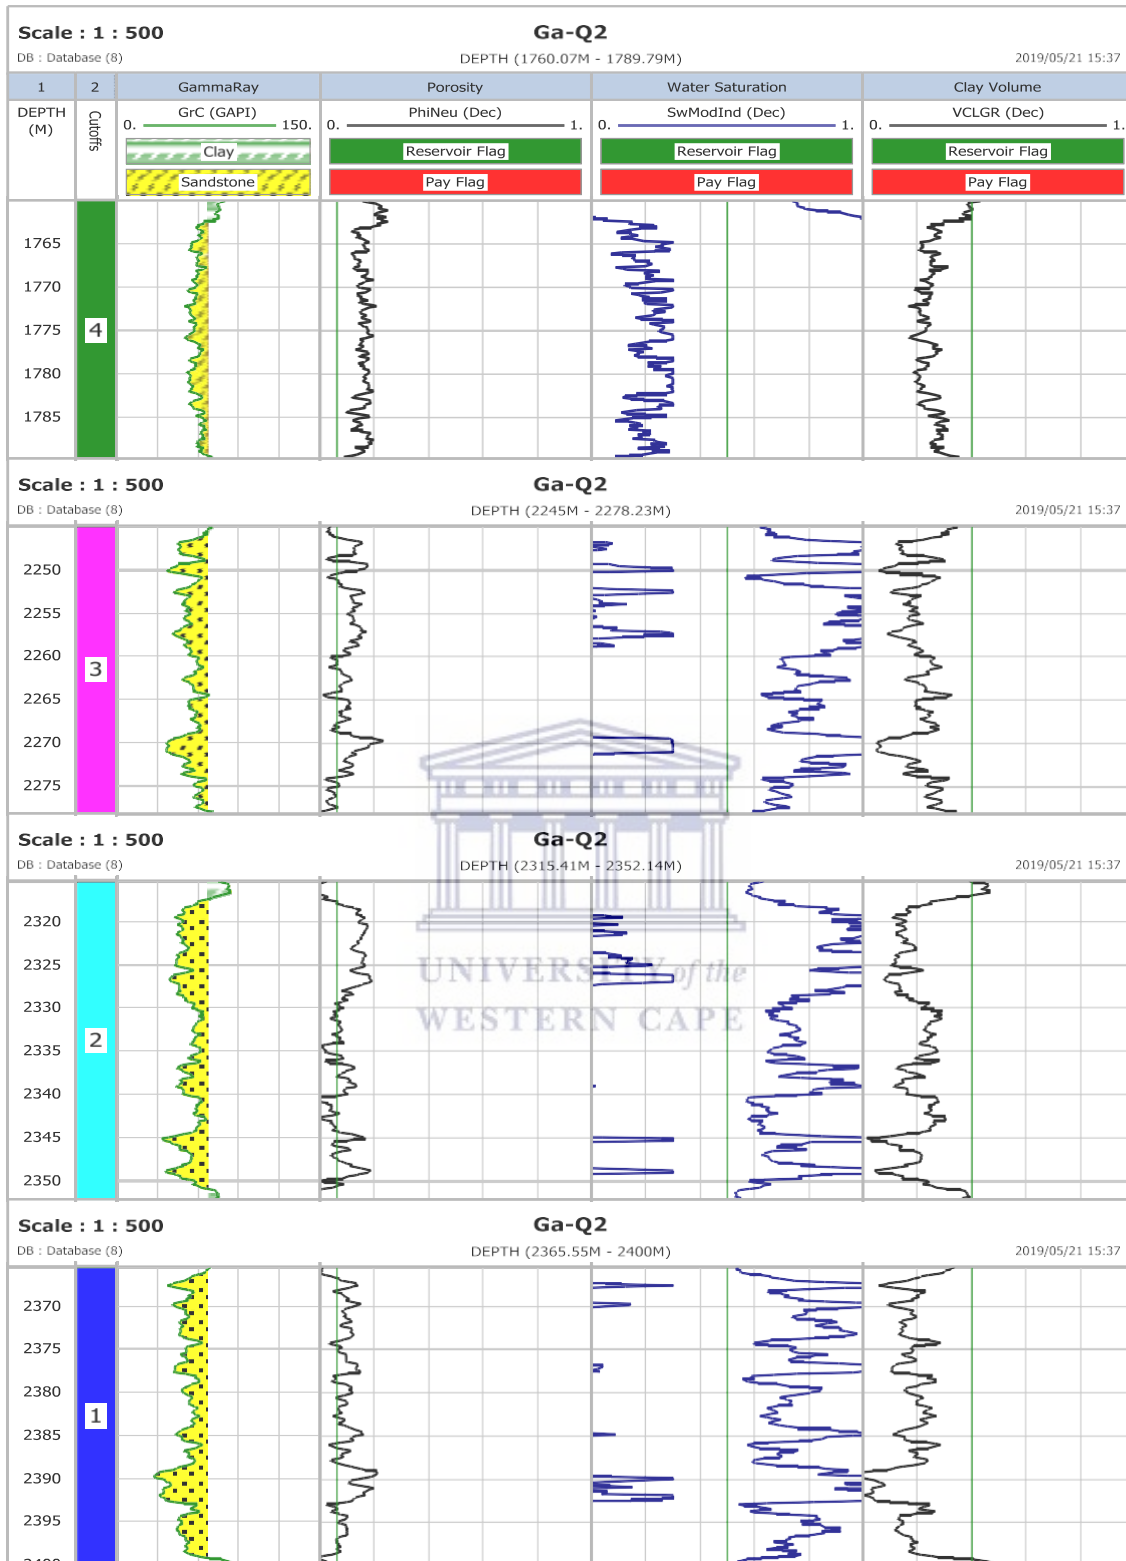 Scale : 1 : 500 Ga-Q2
DB : Database (8) DEPTH (1760.07M - 1789.79M) 2019/05/21 15:37
1 2 GammaRay Porosity Water Saturation Clay Volume
DEPTH (M) Cutoffs GrC (GAPI) PhiNeu (Dec) SwModInd (Dec) VCLGR (Dec)
0. 150. 0. 1. 0. 1. 0. 1.
Clay Reservoir Flag Reservoir Flag Reservoir Flag
Sandstone Pay Flag Pay Flag Pay Flag
1765
1770
4 1775
1780
1785
Scale : 1 : 500 Ga-Q2
DB : Database (8) DEPTH (2245M - 2278.23M) 2019/05/21 15:37
2250
2255
2260
3
2265
2270
2275
Scale : 1 : 500 Ga-Q2
DB : Database (8) DEPTH (2315.41M - 2352.14M) 2019/05/21 15:37
2320
2325
UNIVERSITY of the
2330
WESTERN CAPE
2
2335
2340
2345
2350
Scale : 1 : 500 Ga-Q2
DB : Database (8) DEPTH (2365.55M - 2400M) 2019/05/21 15:37
2370
2375
2380
1
2385
2390
2395